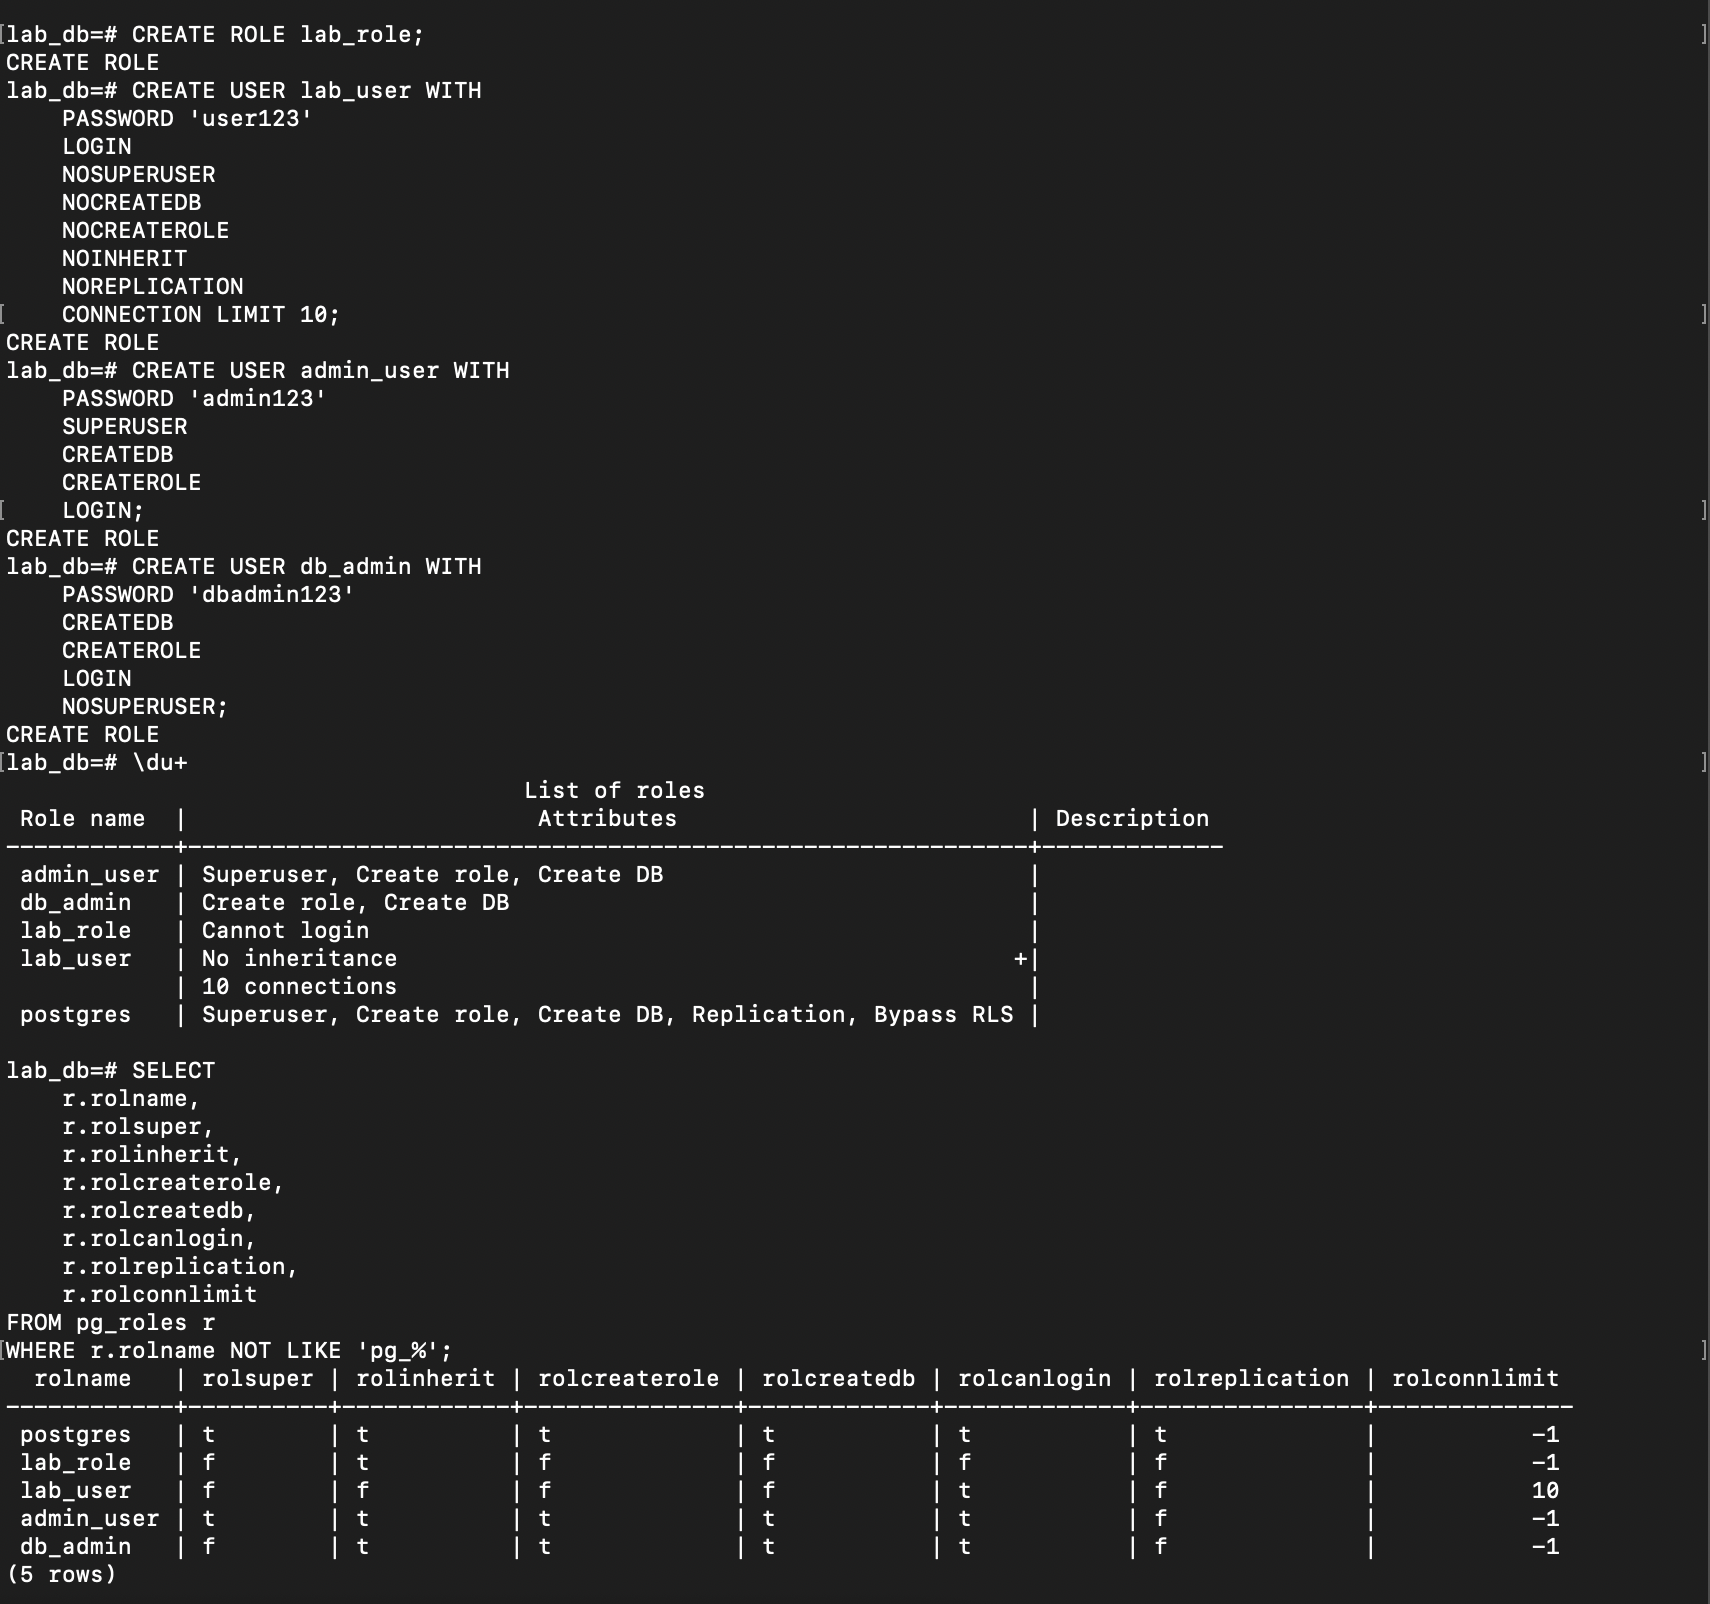 [lab_db=# CREATE ROLE lab_role; ]
CREATE ROLE
lab_db=# CREATE USER lab_user WITH
    PASSWORD 'user123'
    LOGIN
    NOSUPERUSER
    NOCREATEDB
    NOCREATEROLE
    NOINHERIT
    NOREPLICATION
[    CONNECTION LIMIT 10; ]
CREATE ROLE
lab_db=# CREATE USER admin_user WITH
    PASSWORD 'admin123'
    SUPERUSER
    CREATEDB
    CREATEROLE
[    LOGIN; ]
CREATE ROLE
lab_db=# CREATE USER db_admin WITH
    PASSWORD 'dbadmin123'
    CREATEDB
    CREATEROLE
    LOGIN
    NOSUPERUSER;
CREATE ROLE
[lab_db=# \du+ ]
                                     List of roles
 Role name  |                         Attributes                         | Description
------------+------------------------------------------------------------+-------------
 admin_user | Superuser, Create role, Create DB                          |
 db_admin   | Create role, Create DB                                     |
 lab_role   | Cannot login                                               |
 lab_user   | No inheritance                                            +|
            | 10 connections                                             |
 postgres   | Superuser, Create role, Create DB, Replication, Bypass RLS |
lab_db=# SELECT
    r.rolname,
    r.rolsuper,
    r.rolinherit,
    r.rolcreaterole,
    r.rolcreatedb,
    r.rolcanlogin,
    r.rolreplication,
    r.rolconnlimit
FROM pg_roles r
[WHERE r.rolname NOT LIKE 'pg_%'; ]
  rolname   | rolsuper | rolinherit | rolcreaterole | rolcreatedb | rolcanlogin | rolreplication | rolconnlimit
------------+----------+------------+---------------+-------------+-------------+----------------+--------------
 postgres   | t        | t          | t             | t           | t           | t              |           -1
 lab_role   | f        | t          | f             | f           | f           | f              |           -1
 lab_user   | f        | f          | f             | f           | t           | f              |           10
 admin_user | t        | t          | t             | t           | t           | f              |           -1
 db_admin   | f        | t          | t             | t           | t           | f              |           -1
(5 rows)